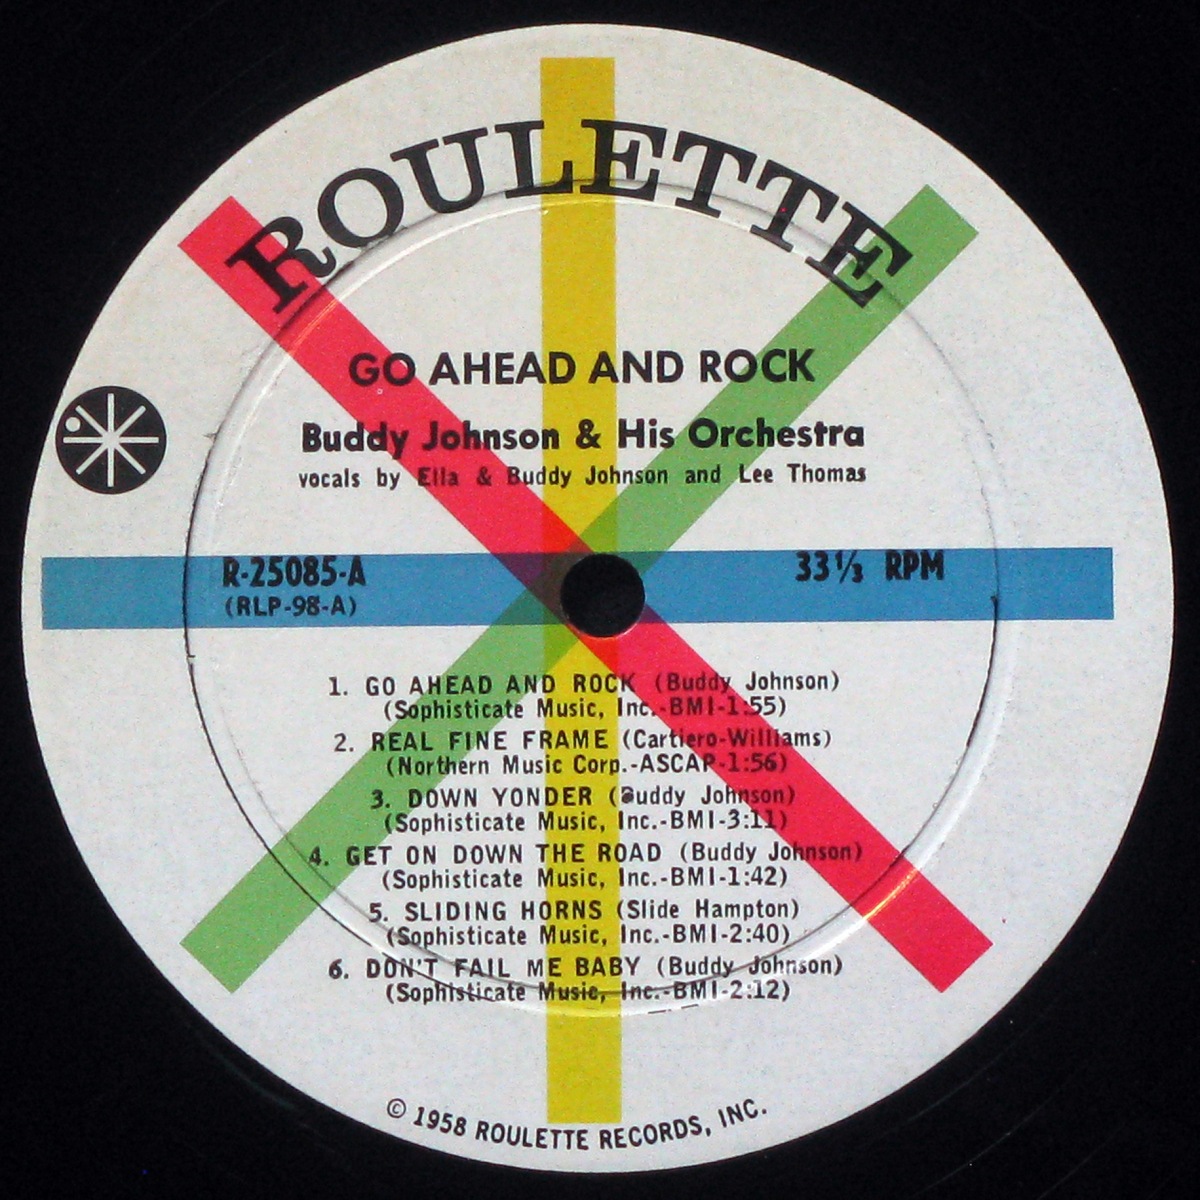 ROULETTE
GO AHEAD AND ROCK
Buddy Johnson & His Orchestra
vocals by Ella & Buddy Johnson and Lee Thomas
R-25085-A
33⅓ RPM
(RLP-98-A)
1. GO AHEAD AND ROCK (Buddy Johnson)
(Sophisticate Music, Inc.-BMI-1:55)
2. REAL FINE FRAME (Cartiero-Williams)
(Northern Music Corp.-ASCAP-1:56)
3. DOWN YONDER (Buddy Johnson)
(Sophisticate Music, Inc.-BMI-3:11)
4. GET ON DOWN THE ROAD (Buddy Johnson)
(Sophisticate Music, Inc.-BMI-1:42)
5. SLIDING HORNS (Slide Hampton)
(Sophisticate Music, Inc.-BMI-2:40)
6. DON'T FAIL ME BABY (Buddy Johnson)
(Sophisticate Music, Inc.-BMI-2:12)
© 1958 ROULETTE RECORDS, INC.